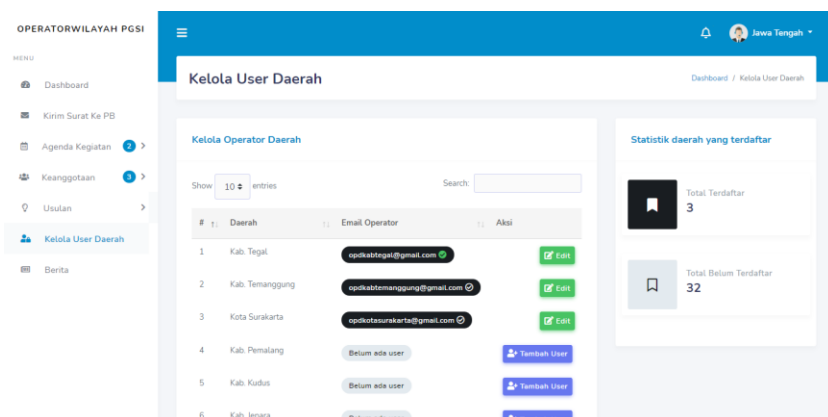 OPERATORWILAYAH PGSI
MENU
Dashboard
Kirim Surat Ke PB
Agenda Kegiatan 2
Keanggotaan 3
Usulan
Kelola User Daerah
Berita
Jawa Tengah
Kelola User Daerah
Dashboard / Kelola User Daerah
Kelola Operator Daerah
Show 10 entries
Search:
# Daerah Email Operator Aksi
1 Kab. Tegal opdkabtegal@gmail.com Edit
2 Kab. Temanggung opdkabtemanggung@gmail.com Edit
3 Kota Surakarta opdkotasurakarta@gmail.com Edit
4 Kab. Pemalang Belum ada user Tambah User
5 Kab. Kudus Belum ada user Tambah User
6 Kab. Jepara
Statistik daerah yang terdaftar
Total Terdaftar
3
Total Belum Terdaftar
32